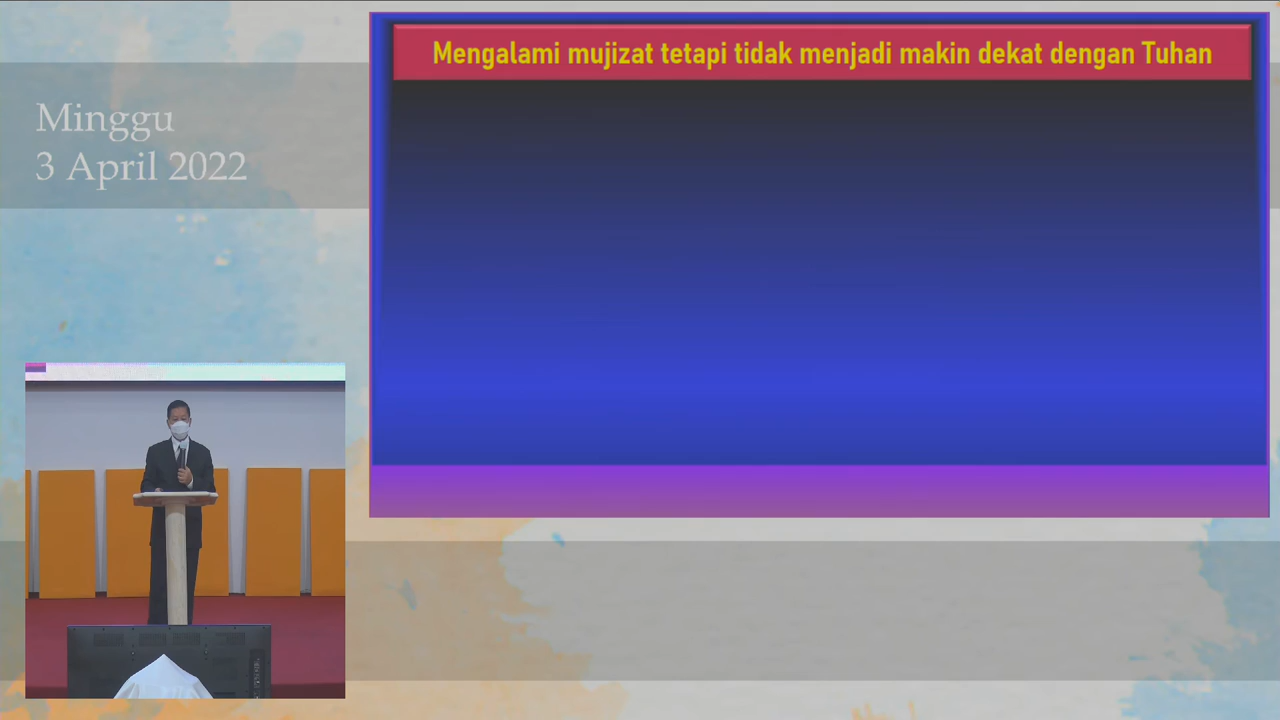 Mengalami mujizat tetapi tidak menjadi makin dekat dengan Tuhan
Minggu
3 April 2022